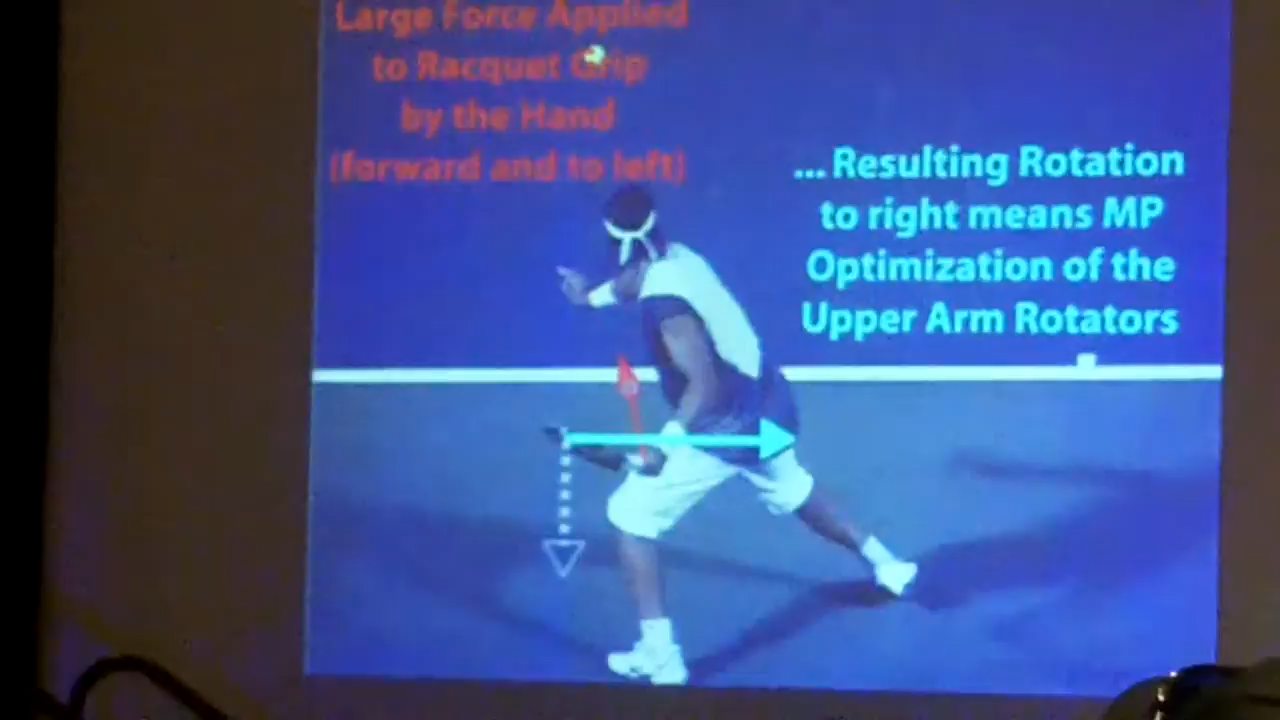 Large Force Applied
to Racquet Grip
by the Hand
(forward and to left)
...Resulting Rotation
to right means MP
Optimization of the
Upper Arm Rotators